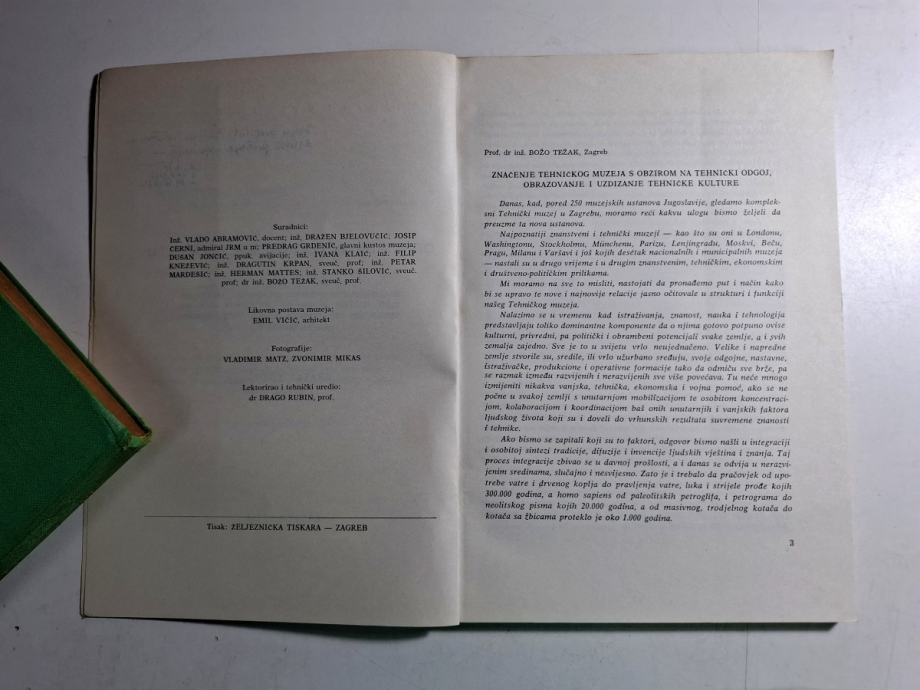 Suradnici:
Inž. VLADO ABRAMOVIĆ, docent; inž. DRAŽEN BJELOVUČIĆ; JOSIP
ČERNI, admiral JRM u m; PREDRAG GRDENIĆ, glavni kustos muzeja;
DUŠAN JONČIĆ, ppuk. avijacije; inž. IVANA KLAIĆ, inž. FILIP
KNEŽEVIĆ; inž. DRAGUTIN KRPAN, sveuč. prof; inž. PETAR
MARDEŠIĆ; inž. HERMAN MATTES; inž. STANKO ŠILOVIĆ, sveuč.
prof; dr inž. BOŽO TEŽAK, sveuč. prof.
Likovna postava muzeja:
EMIL VIČIĆ, arhitekt
Fotografije:
VLADIMIR MATZ, ZVONIMIR MIKAS
Lektorirao i tehnički uredio:
dr DRAGO RUBIN, prof.
Tisak: ŽELJEZNIČKA TISKARA — ZAGREB
Prof. dr inž. BOŽO TEŽAK, Zagreb
ZNAČENJE TEHNIČKOG MUZEJA S OBZIROM NA TEHNIČKI ODGOJ,
OBRAZOVANJE I UZDIZANJE TEHNIČKE KULTURE
Danas, kad, pored 250 muzejskih ustanova Jugoslavije, gledamo komplek-
sni Tehnički muzej u Zagrebu, moramo reći kakvu ulogu bismo željeli da
preuzme ta nova ustanova.
Najpoznatiji znanstveni i tehnički muzeji — kao što su oni u Londonu,
Washingtonu, Stockholmu, Münchenu, Parizu, Lenjingradu, Moskvi, Beču,
Pragu, Milanu i Varšavi i još kojih desetak nacionalnih i municipalnih muzeja
— nastali su u drugo vrijeme i u drugim znanstvenim, tehničkim, ekonomskim
i društveno-političkim prilikama.
Mi moramo na sve to misliti, nastojati da pronađemo put i način kako
bi se upravo te nove i najnovije relacije jasno očitovale u strukturi i funkciji
našeg Tehničkog muzeja.
Nalazimo se u vremenu kad istraživanja, znanost, nauka i tehnologija
predstavljaju toliko dominantne komponente da o njima gotovo potpuno ovise
kulturni, privredni, pa politički i obrambeni potencijali svake zemlje, a i svih
zemalja zajedno. Sve je to u svijetu vrlo neujednačeno. Velike i napredne
zemlje stvorile su, sredile, ili vrlo užurbano sređuju, svoje odgojne, nastavne,
istraživačke, produkcione i operativne formacije tako da odmiču sve brže, pa
se raznak između razvijenih i nerazvijenih sve više povećava. Tu neće mnogo
izmijeniti nikakva vanjska, tehnička, ekonomska i vojna pomoć, ako se ne
počne u svakoj zemlji s unutarnjom mobilizacijom te osobitom koncentraci-
jom, kolaboracijom i koordinacijom baš onih unutarnjih i vanjskih faktora
ljudskog života koji su i doveli do vrhunskih rezultata suvremene znanosti
i tehnike.
Ako bismo se zapitali koji su to faktori, odgovor bismo našli u integraciji
i osobitoj sintezi tradicije, difuzije i invencije ljudskih vještina i znanja. Taj
proces integracije zbivao se u davnoj prošlosti, a i danas se odvija u nerazvi-
jenim sredinama, slučajno i nesvijesno. Zato je i trebalo da pračovjek od upo-
trebe vatre i drvenog koplja do pravljenja vatre, luka i strijele prođe kojih
300.000 godina, a homo sapiens od paleolitskih petroglifa, i petrograma do
neolitskog pisma kojih 20.000 godina, a od masivnog, trodjelnog kotača do
kotača sa žbicama proteklo je oko 1.000 godina.
3